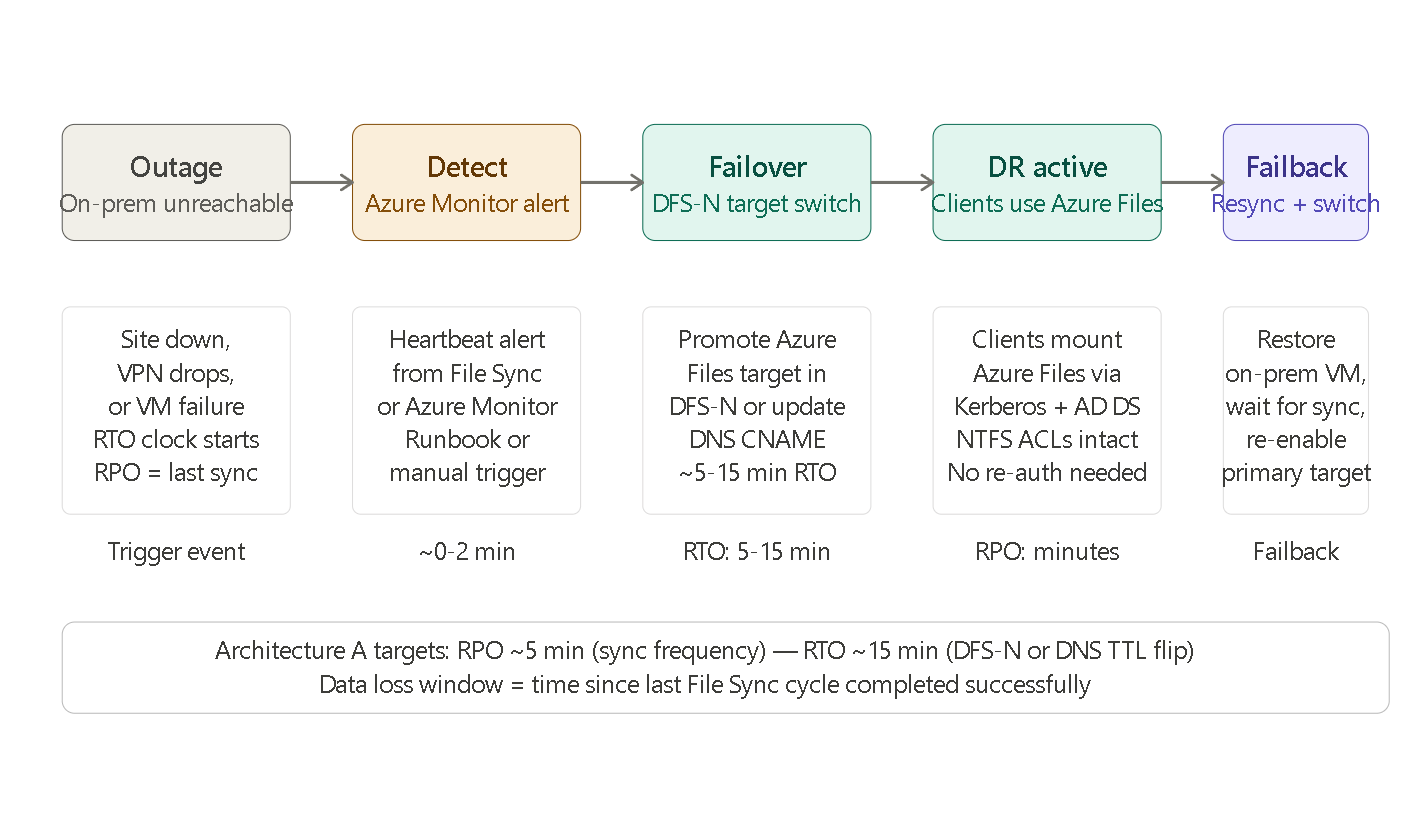 Outage
On-prem unreachable
Detect
Azure Monitor alert
Failover
DFS-N target switch
DR active
Clients use Azure Files
Failback
Resync + switch
Site down,
VPN drops,
or VM failure
RTO clock starts
RPO = last sync
Heartbeat alert
from File Sync
or Azure Monitor
Runbook or
manual trigger
Promote Azure
Files target in
DFS-N or update
DNS CNAME
~5-15 min RTO
Clients mount
Azure Files via
Kerberos + AD DS
NTFS ACLs intact
No re-auth needed
Restore
on-prem VM,
wait for sync,
re-enable
primary target
Trigger event
~0-2 min
RTO: 5-15 min
RPO: minutes
Failback
Architecture A targets: RPO ~5 min (sync frequency) — RTO ~15 min (DFS-N or DNS TTL flip)
Data loss window = time since last File Sync cycle completed successfully